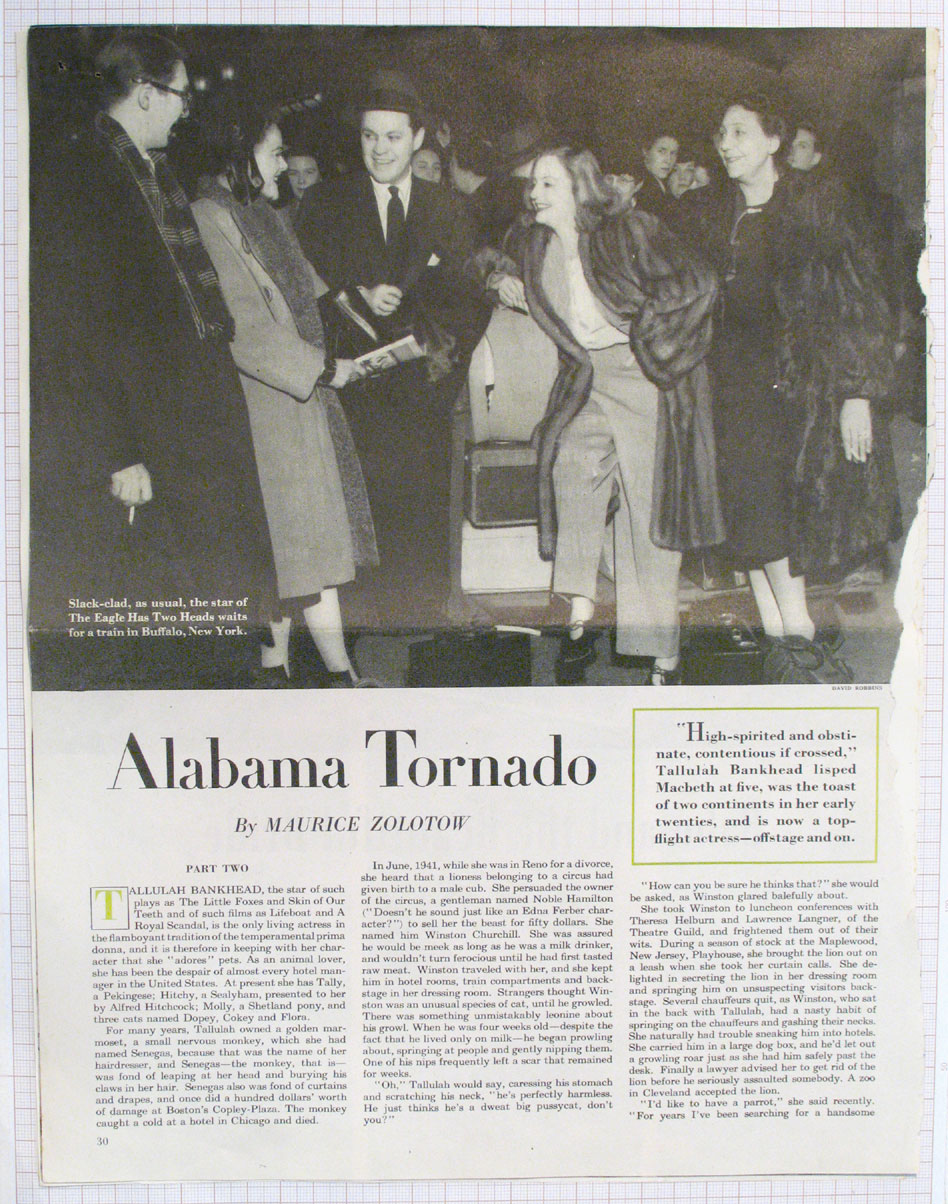 Slack-clad, as usual, the star of
The Eagle Has Two Heads waits
for a train in Buffalo, New York.
DAVID ROBBINS
Alabama Tornado
By MAURICE ZOLOTOW
"High-spirited and obsti-
nate, contentious if crossed,"
Tallulah Bankhead lisped
Macbeth at five, was the toast
of two continents in her early
twenties, and is now a top-
flight actress—offstage and on.
PART TWO
TALLULAH BANKHEAD, the star of such
plays as The Little Foxes and Skin of Our
Teeth and of such films as Lifeboat and A
Royal Scandal, is the only living actress in
the flamboyant tradition of the temperamental prima
donna, and it is therefore in keeping with her char-
acter that she "adores" pets. As an animal lover,
she has been the despair of almost every hotel man-
ager in the United States. At present she has Tally,
a Pekingese; Hitchy, a Sealyham, presented to her
by Alfred Hitchcock; Molly, a Shetland pony, and
three cats named Dopey, Cokey and Flora.
For many years, Tallulah owned a golden mar-
moset, a small nervous monkey, which she had
named Senegas, because that was the name of her
hairdresser, and Senegas—the monkey, that is—
was fond of leaping at her head and burying his
claws in her hair. Senegas also was fond of curtains
and drapes, and once did a hundred dollars' worth
of damage at Boston's Copley-Plaza. The monkey
caught a cold at a hotel in Chicago and died.
In June, 1941, while she was in Reno for a divorce,
she heard that a lioness belonging to a circus had
given birth to a male cub. She persuaded the owner
of the circus, a gentleman named Noble Hamilton
("Doesn't he sound just like an Edna Ferber char-
acter?") to sell her the beast for fifty dollars. She
named him Winston Churchill. She was assured
he would be meek as long as he was a milk drinker,
and wouldn't turn ferocious until he had first tasted
raw meat. Winston traveled with her, and she kept
him in hotel rooms, train compartments and back-
stage in her dressing room. Strangers thought Win-
ston was an unusual species of cat, until he growled.
There was something unmistakably leonine about
his growl. When he was four weeks old—despite the
fact that he lived only on milk—he began prowling
about, springing at people and gently nipping them.
One of his nips frequently left a scar that remained
for weeks.
"Oh," Tallulah would say, caressing his stomach
and scratching his neck, "he's perfectly harmless.
He just thinks he's a dweat big pussycat, don't
you?"
"How can you be sure he thinks that?" she would
be asked, as Winston glared balefully about.
She took Winston to luncheon conferences with
Theresa Helburn and Lawrence Langner, of the
Theatre Guild, and frightened them out of their
wits. During a season of stock at the Maplewood,
New Jersey, Playhouse, she brought the lion out on
a leash when she took her curtain calls. She de-
lighted in secreting the lion in her dressing room
and springing him on unsuspecting visitors back-
stage. Several chauffeurs quit, as Winston, who sat
in the back with Tallulah, had a nasty habit of
springing on the chauffeurs and gashing their necks.
She naturally had trouble sneaking him into hotels.
She carried him in a large dog box, and he'd let out
a growling roar just as she had him safely past the
desk. Finally a lawyer advised her to get rid of the
lion before he seriously assaulted somebody. A zoo
in Cleveland accepted the lion.
"I'd like to have a parrot," she said recently.
"For years I've been searching for a handsome
30